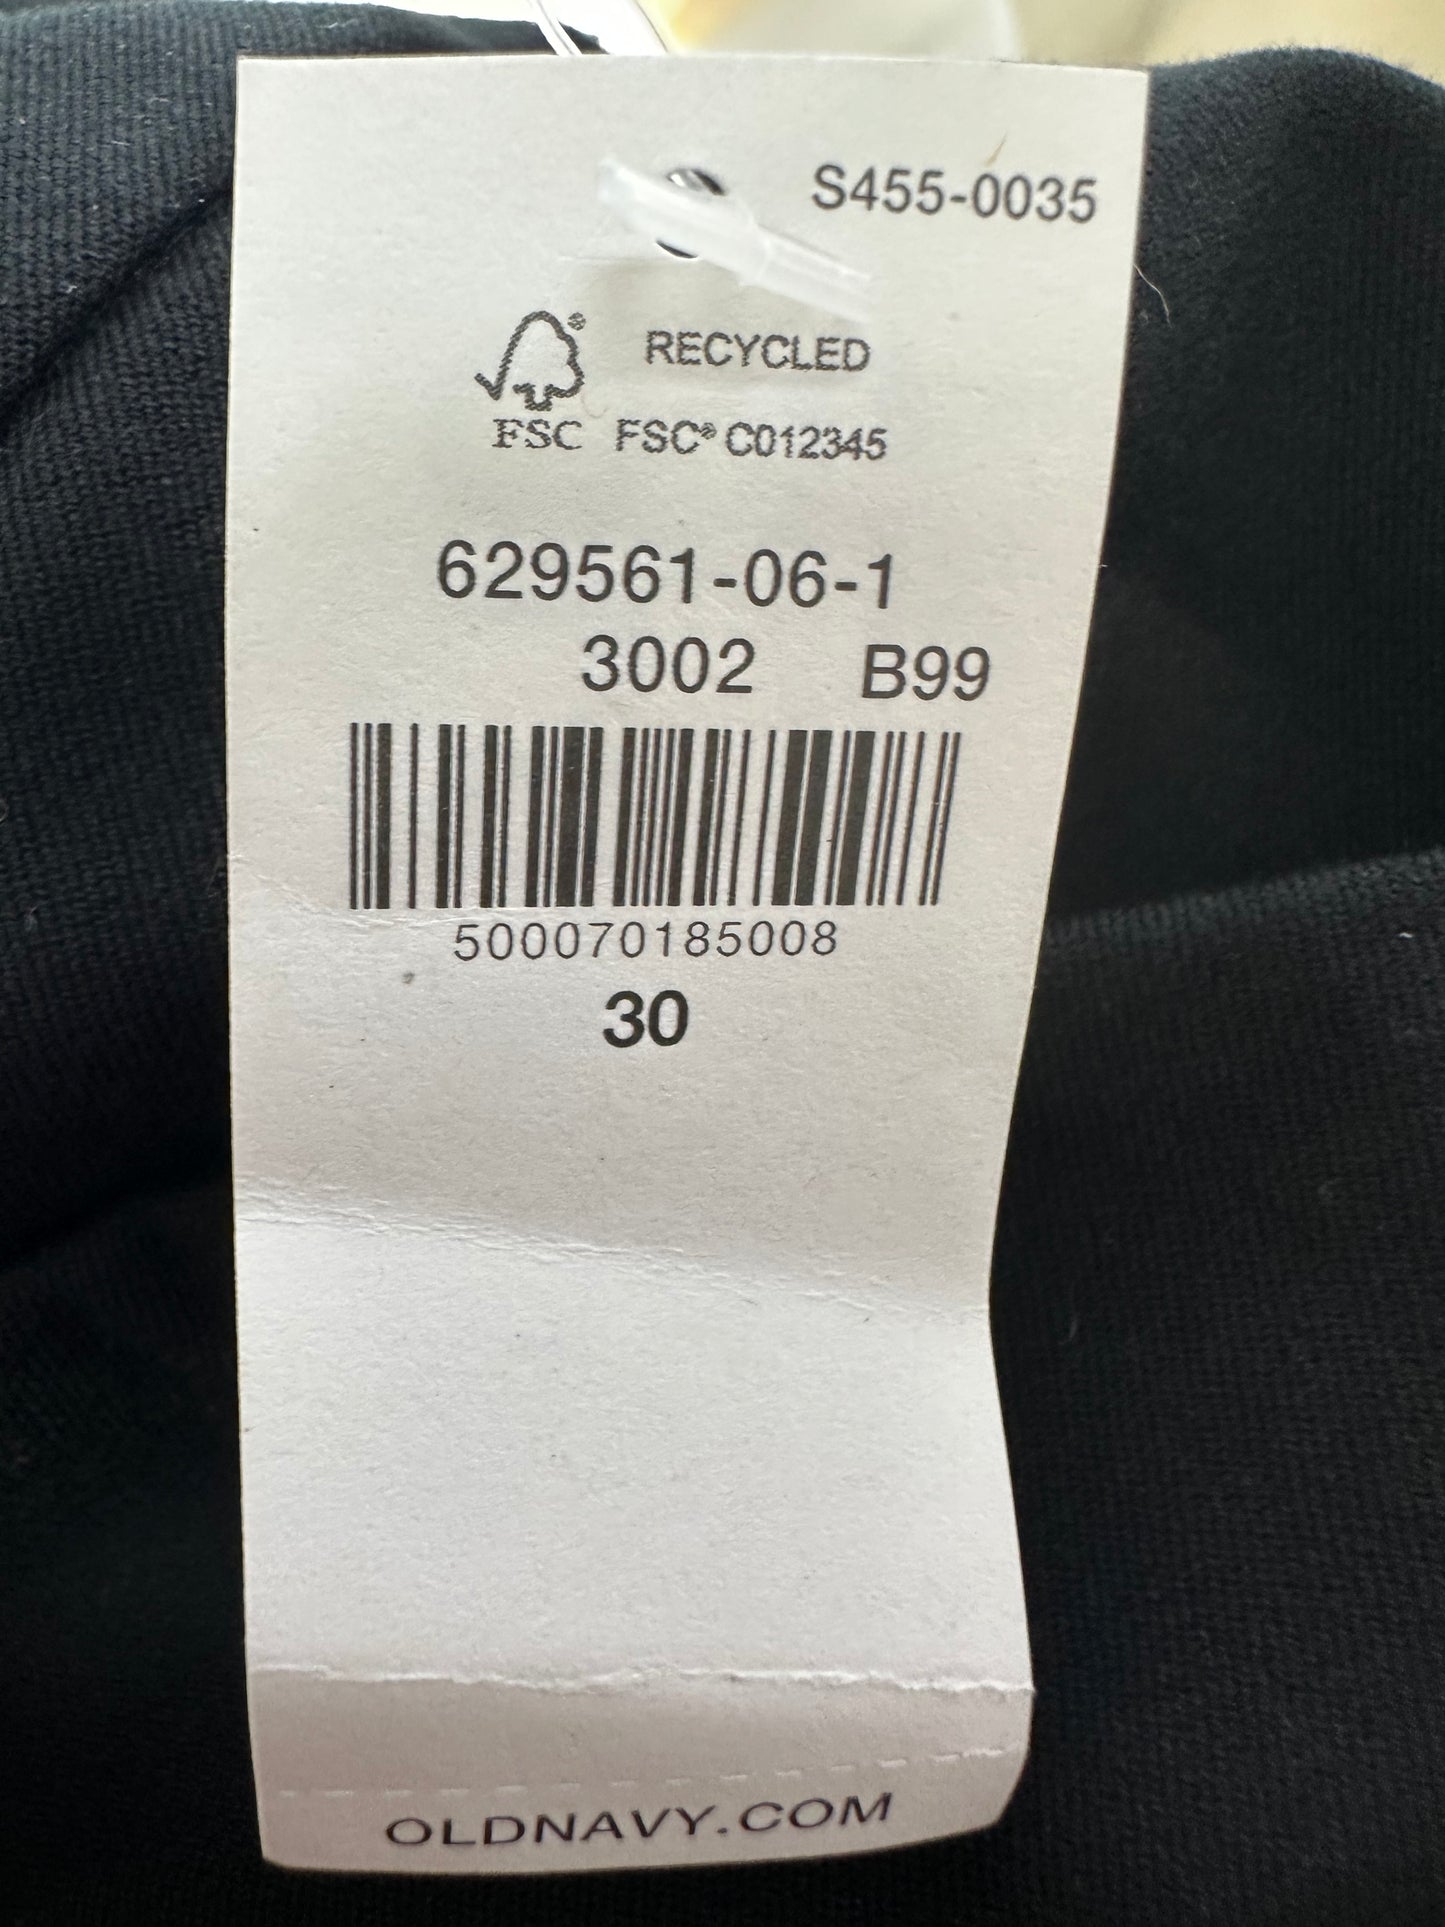 S455-0035
RECYCLED
FSC FSC® C012345
629561-06-1
3002 B99
500070185008
30
OLDNAVY.COM